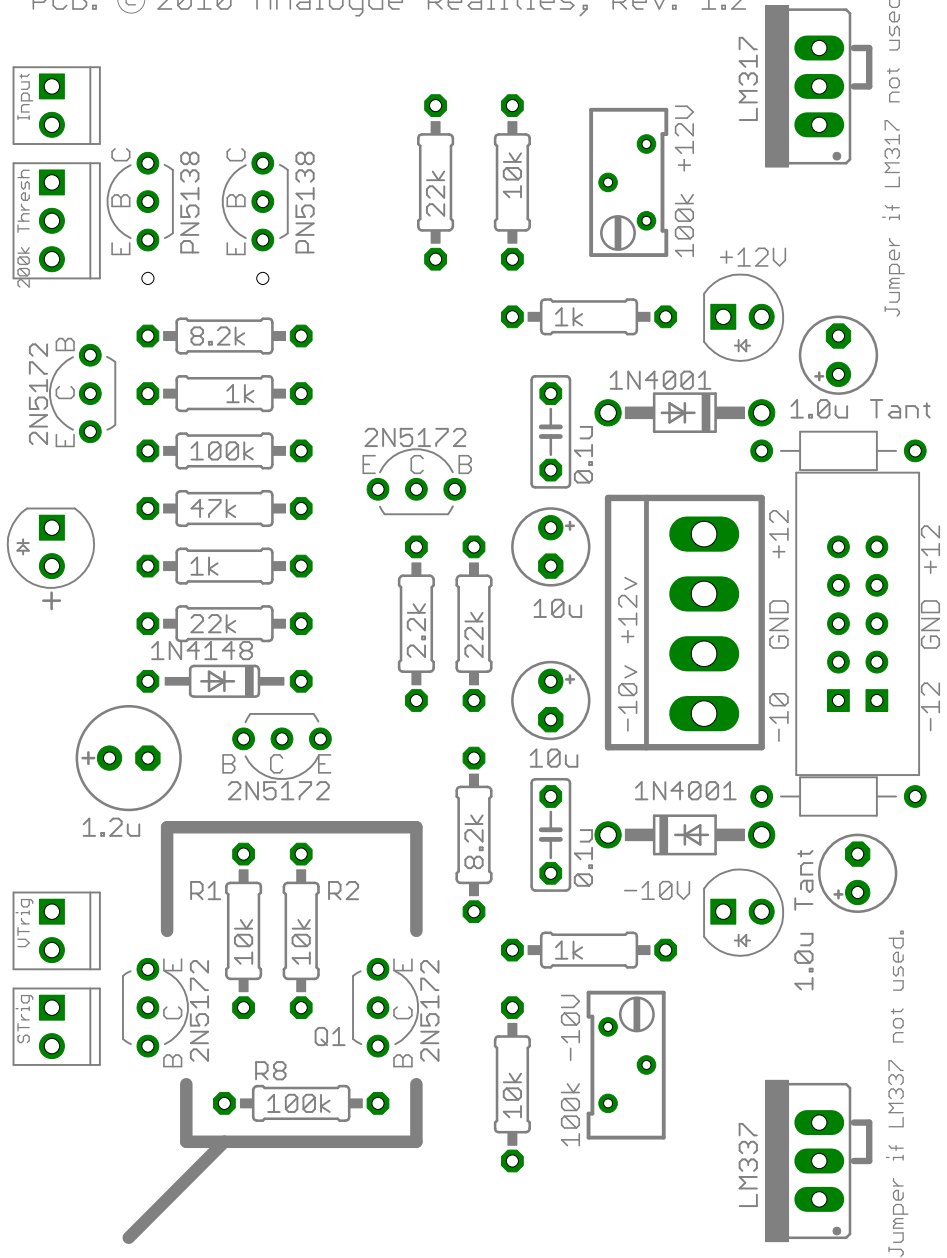 PCB. © 2010 Analogue Realities, Rev. 1.2
LM317
Jumper if LM317 not used
Input
200k Thresh
C
B
E
PN5138
C
B
E
PN5138
22k
10k
100k +12V
+12V
1k
8.2k
B
C
E
2N5172
1k
1N4001
+
1.0u Tant
0.1u
2N5172
E C B
100k
47k
+
1k
22k
1N4148
2.2k
22k
+
10u
+
10u
-10v +12v
+12
GND
-10
+12
GND
-12
+
1.2u
B C E
2N5172
8.2k
0.1u
1N4001
-10V
+
1.0u Tant
R1
10k
R2
10k
VTrig
STrig
E
C
B
2N5172
Q1
E
C
B
2N5172
R8
100k
1k
10k
100k -10V
LM337
Jumper if LM337 not used.